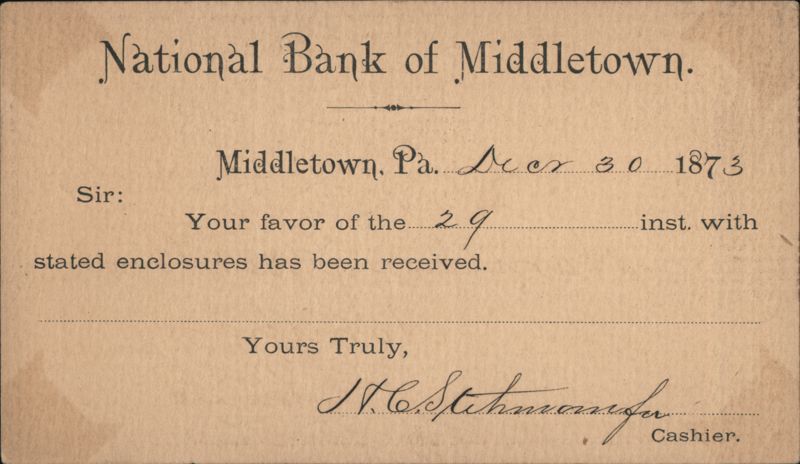 National Bank of Middletown.
Middletown, Pa. Decr 30 1873
Sir:
Your favor of the 29 inst. with
stated enclosures has been received.
Yours Truly,
H. C. Stehman
Cashier.